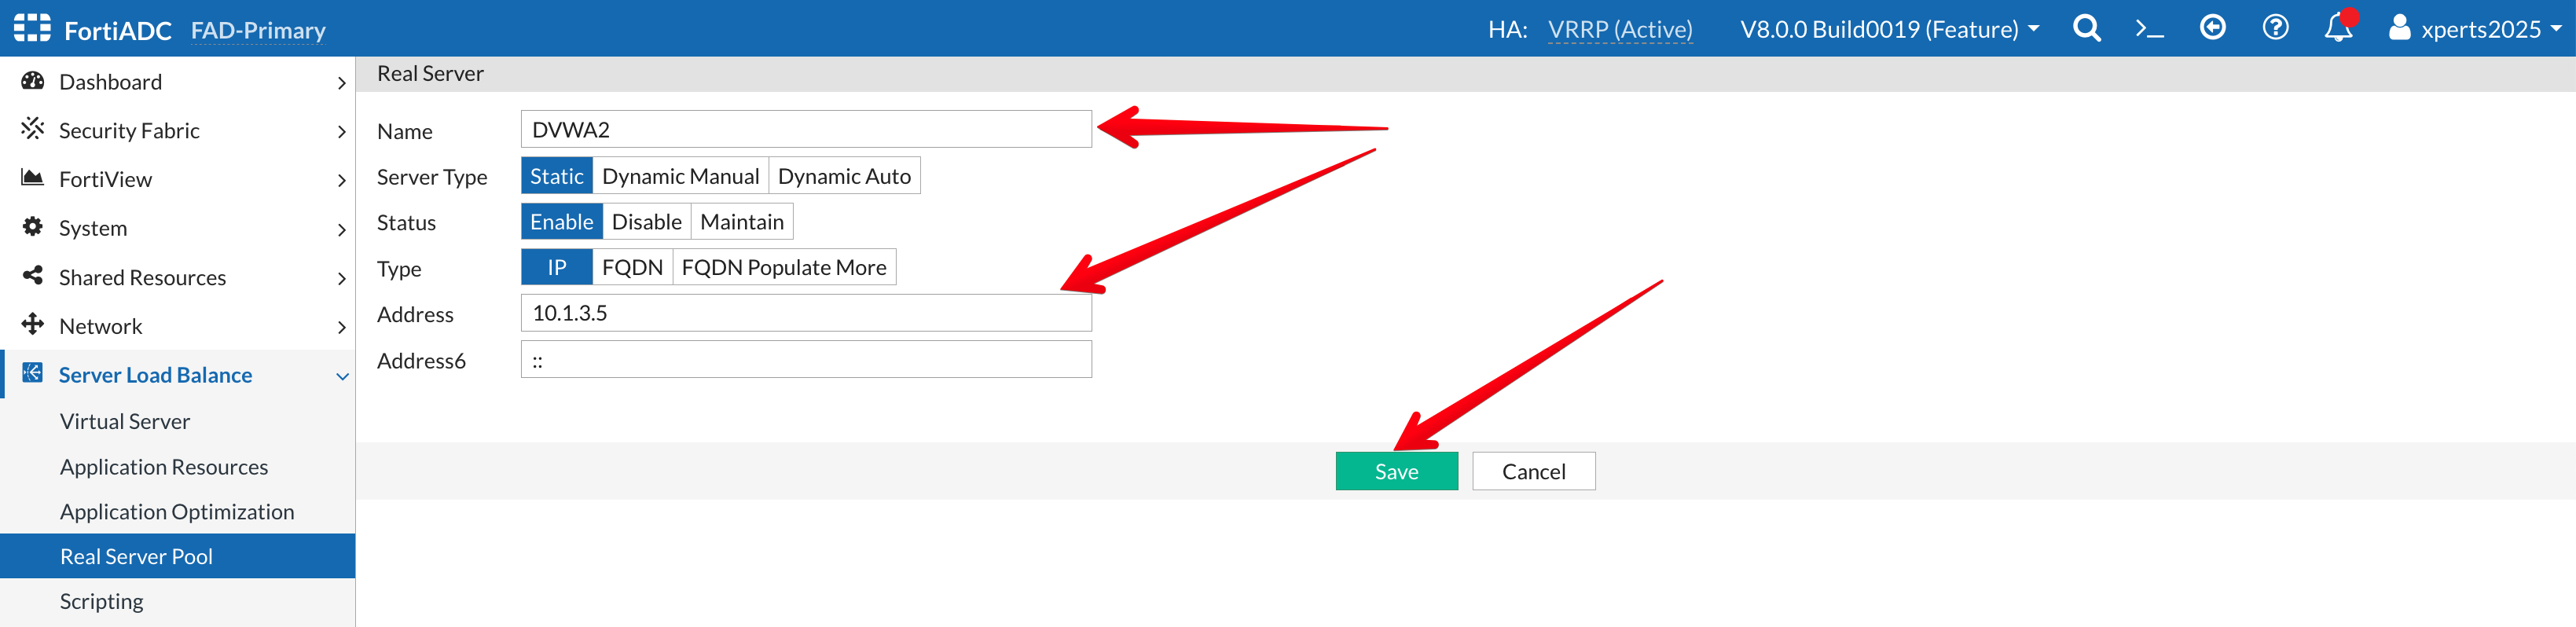 FortiADC FAD-Primary HA: VRRP (Active) V8.0.0 Build0019 (Feature) xperts2025
Dashboard
Security Fabric
FortiView
System
Shared Resources
Network
Server Load Balance
Virtual Server
Application Resources
Application Optimization
Real Server Pool
Scripting
Real Server
Name DVWA2
Server Type Static Dynamic Manual Dynamic Auto
Status Enable Disable Maintain
Type IP FQDN FQDN Populate More
Address 10.1.3.5
Address6 ::
Save Cancel